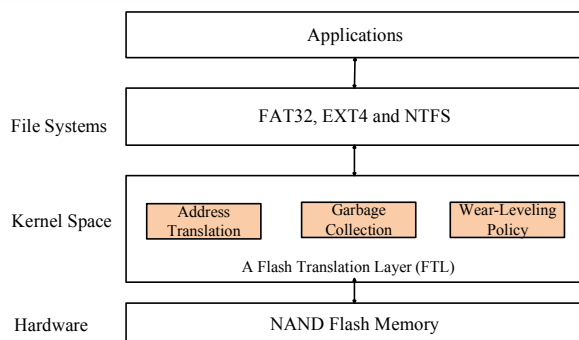 Applications
File Systems
FAT32, EXT4 and NTFS
Kernel Space
Address
Translation
Garbage
Collection
Wear-Leveling
Policy
A Flash Translation Layer (FTL)
Hardware
NAND Flash Memory